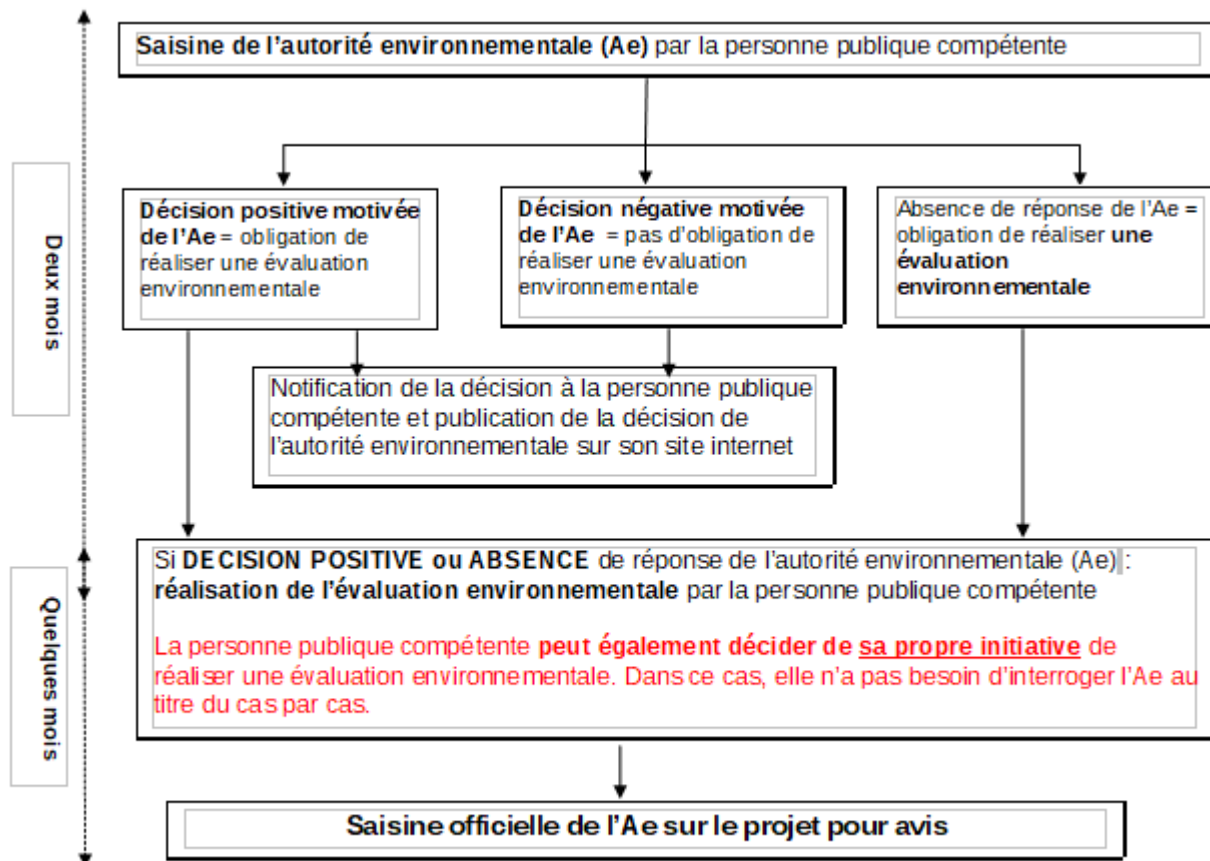 Saisine de l'autorité environnementale (Ae) par la personne publique compétente
Deux mois
Décision positive motivée
de l'Ae = obligation de
réaliser une évaluation
environnementale
Décision négative motivée
de l'Ae = pas d'obligation de
réaliser une évaluation
environnementale
Absence de réponse de l'Ae =
obligation de réaliser une
évaluation
environnementale
Notification de la décision à la personne publique
compétente et publication de la décision de
l'autorité environnementale sur son site internet
Quelques mois
Si DECISION POSITIVE ou ABSENCE de réponse de l'autorité environnementale (Ae) :
réalisation de l'évaluation environnementale par la personne publique compétente
La personne publique compétente peut également décider de sa propre initiative de
réaliser une évaluation environnementale. Dans ce cas, elle n'a pas besoin d'interroger l'Ae au
titre du cas par cas.
Saisine officielle de l'Ae sur le projet pour avis